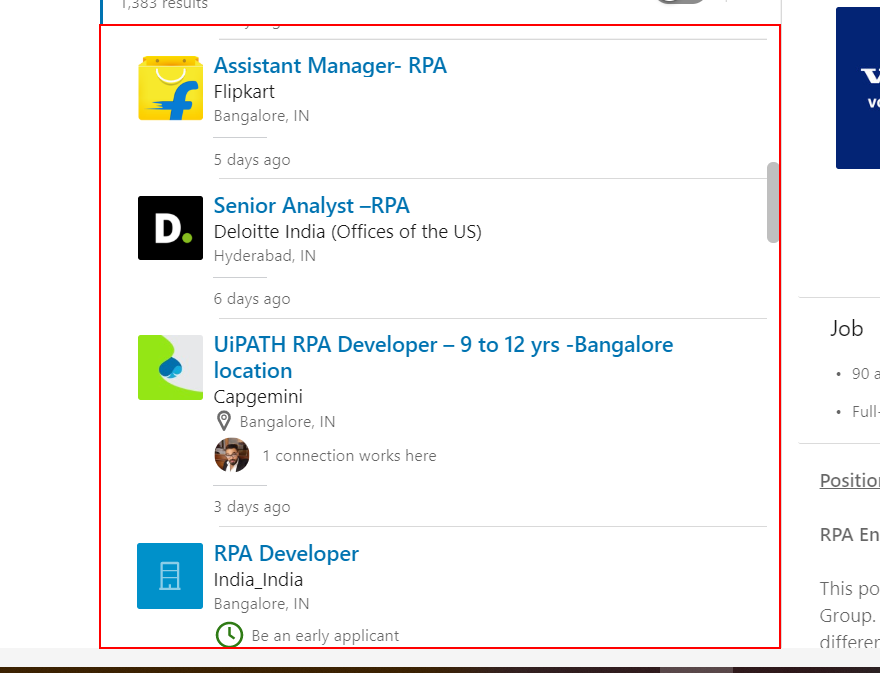 1,383 results
Assistant Manager- RPA
Flipkart
Bangalore, IN
5 days ago
D.
Senior Analyst –RPA
Deloitte India (Offices of the US)
Hyderabad, IN
6 days ago
UiPATH RPA Developer – 9 to 12 yrs -Bangalore
location
Capgemini
Bangalore, IN
1 connection works here
3 days ago
RPA Developer
India_India
Bangalore, IN
Be an early applicant
Job
• 90 a
• Full-
Positio
RPA En
This po
Group.
differen